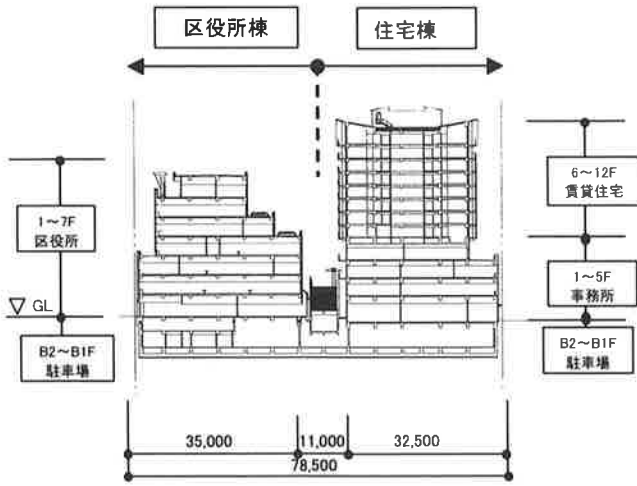 区役所棟
住宅棟
1～7F
区役所
GL
B2～B1F
駐車場
6～12F
賃貸住宅
1～5F
事務所
B2～B1F
駐車場
35,000
11,000
32,500
78,500